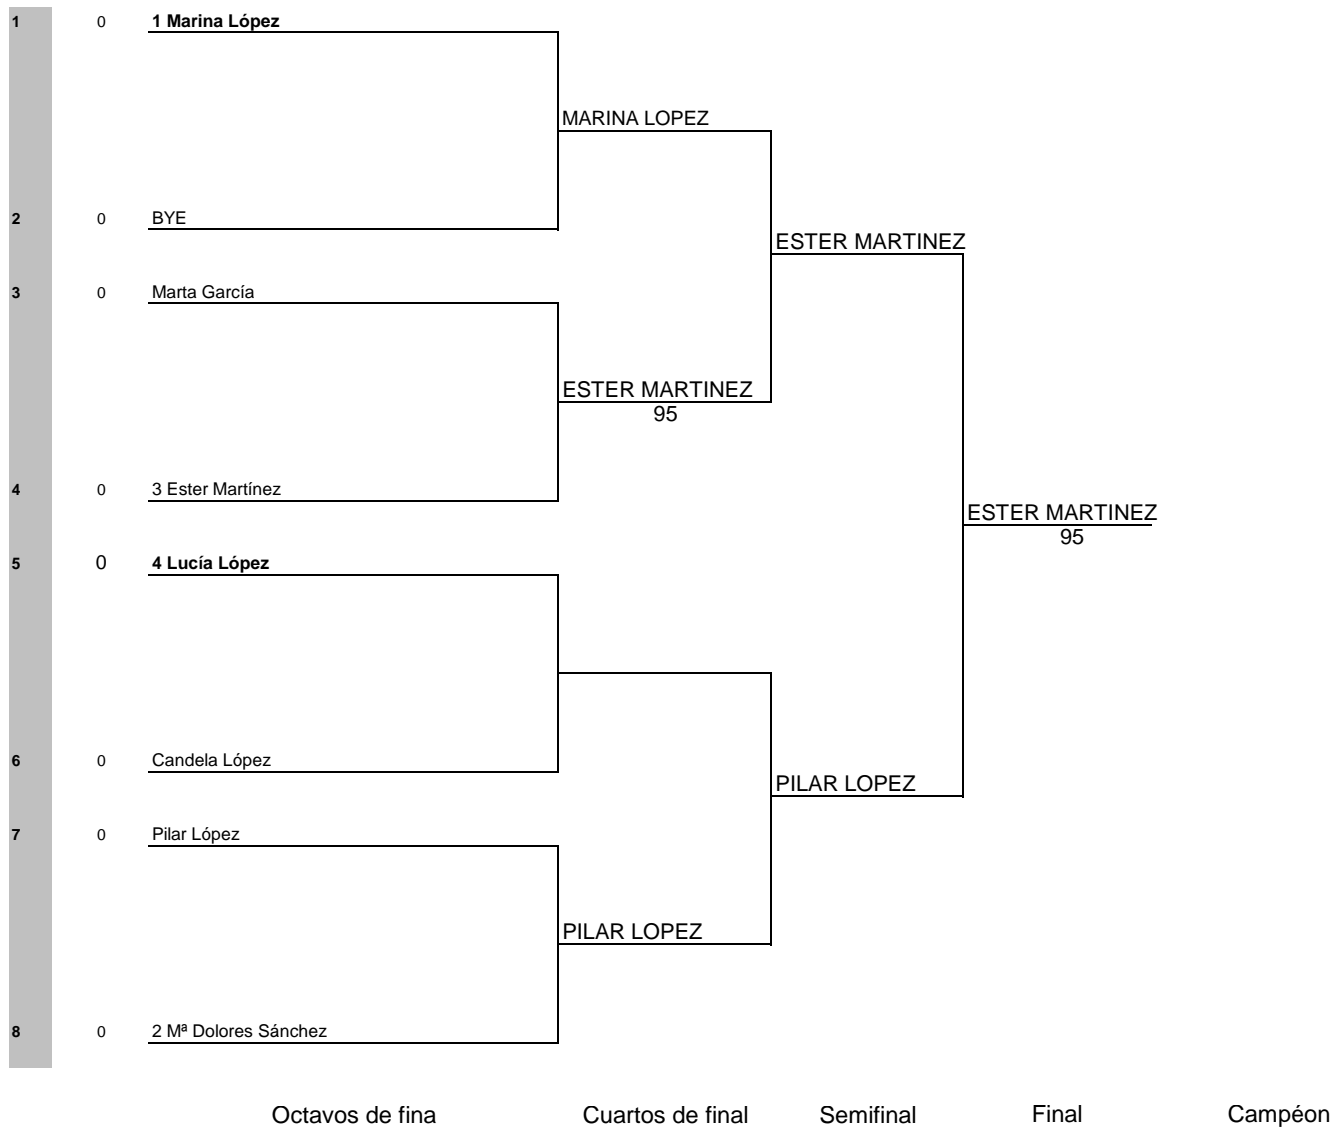 1 0 1 Marina López
MARINA LOPEZ
2 0 BYE
ESTER MARTINEZ
3 0 Marta García
ESTER MARTINEZ
95
4 0 3 Ester Martínez
ESTER MARTINEZ
95
5 0 4 Lucía López
6 0 Candela López
PILAR LOPEZ
7 0 Pilar López
PILAR LOPEZ
8 0 2 Mª Dolores Sánchez
Octavos de fina Cuartos de final Semifinal Final Campéon